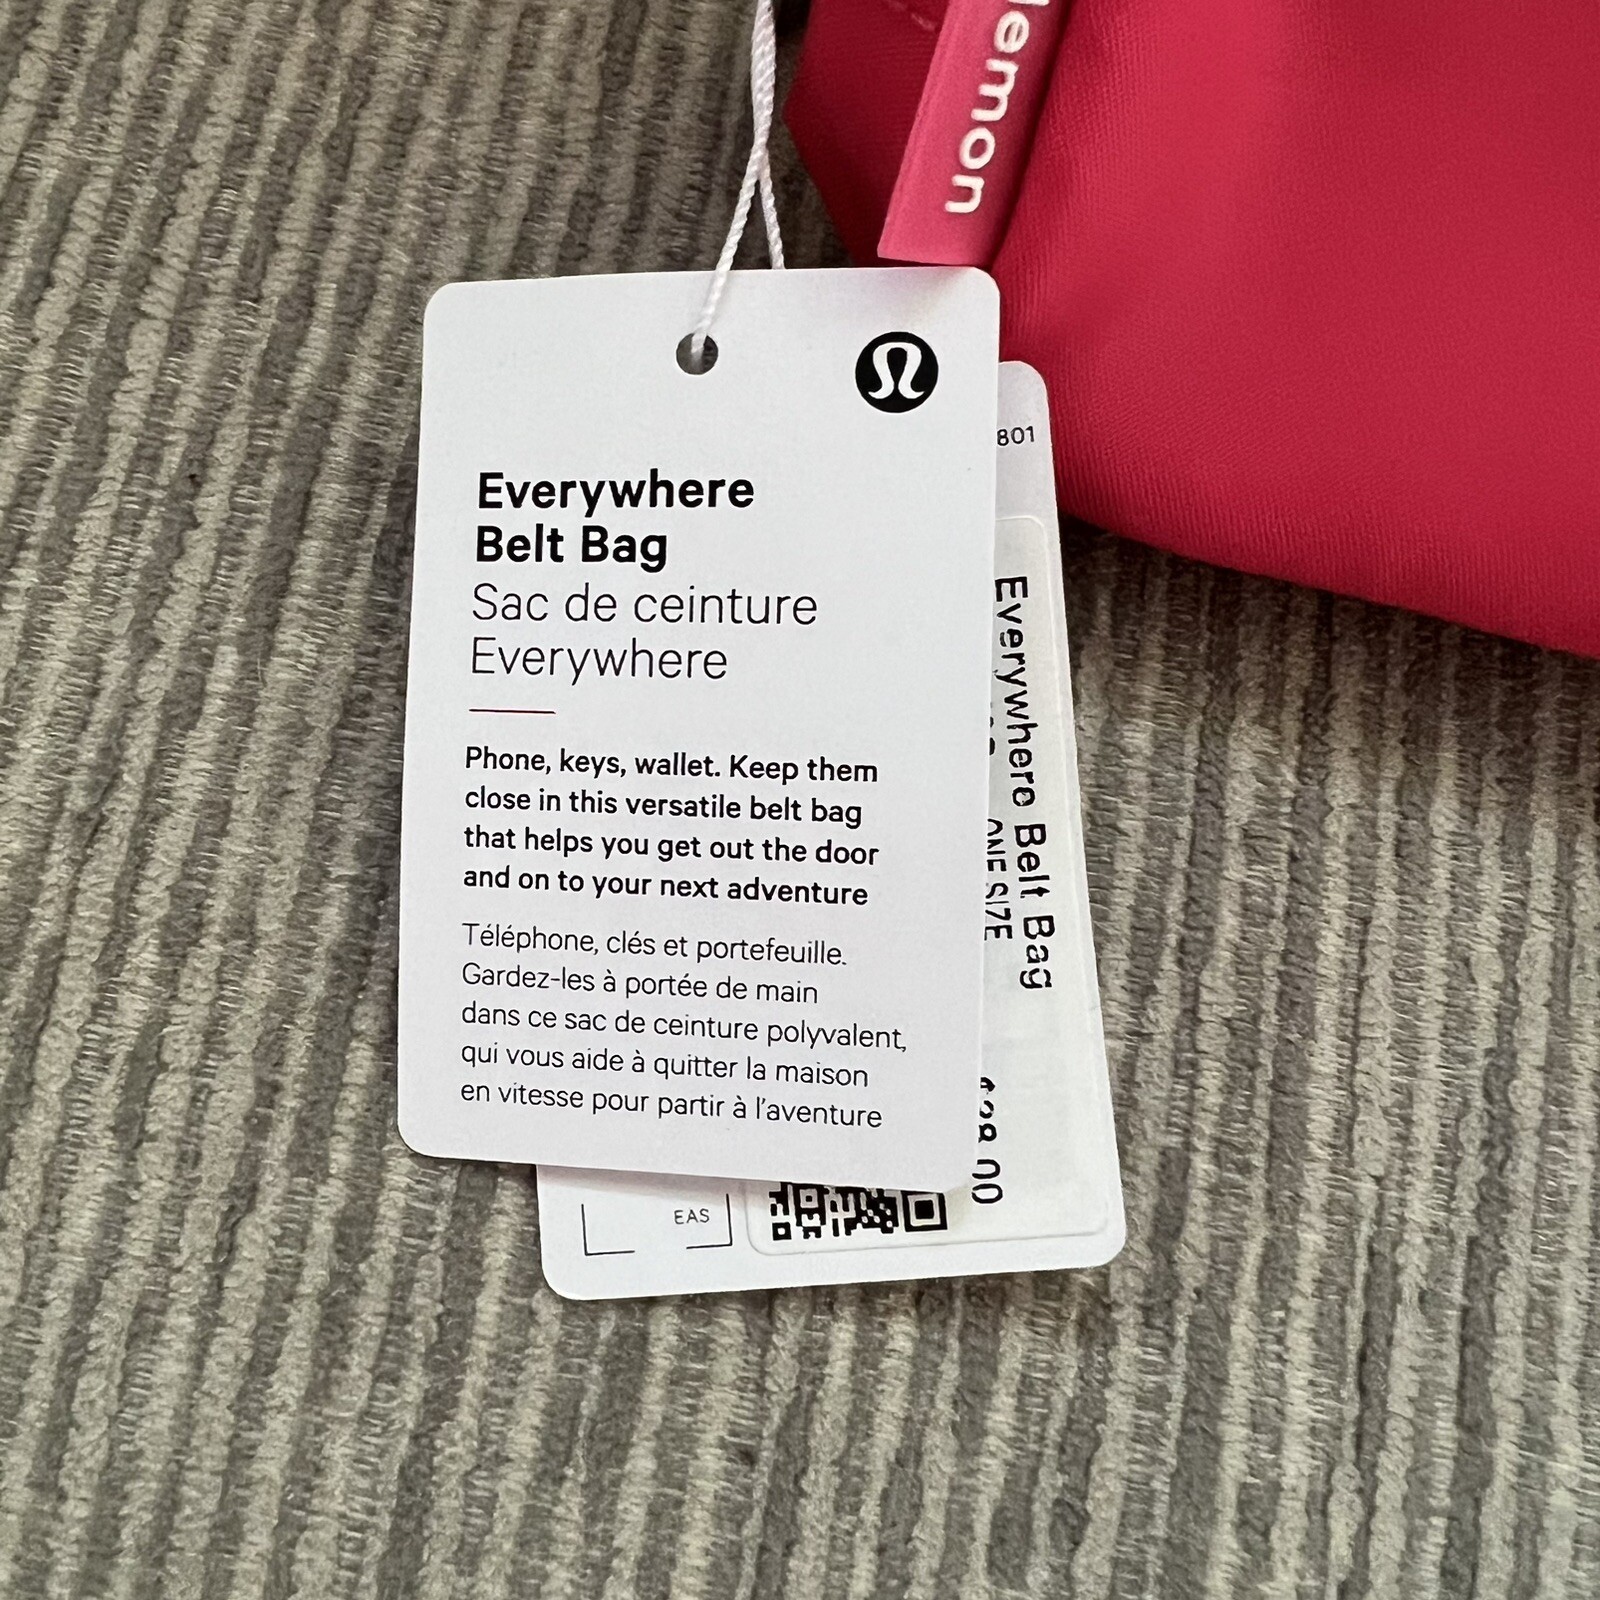 lemon
Everywhere
Belt Bag
Sac de ceinture
Everywhere
Phone, keys, wallet. Keep them
close in this versatile belt bag
that helps you get out the door
and on to your next adventure
Téléphone, clés et portefeuille.
Gardez-les à portée de main
dans ce sac de ceinture polyvalent,
qui vous aide à quitter la maison
en vitesse pour partir à l'aventure
801
Everywhere Belt Bag
ONE SIZE
EAS